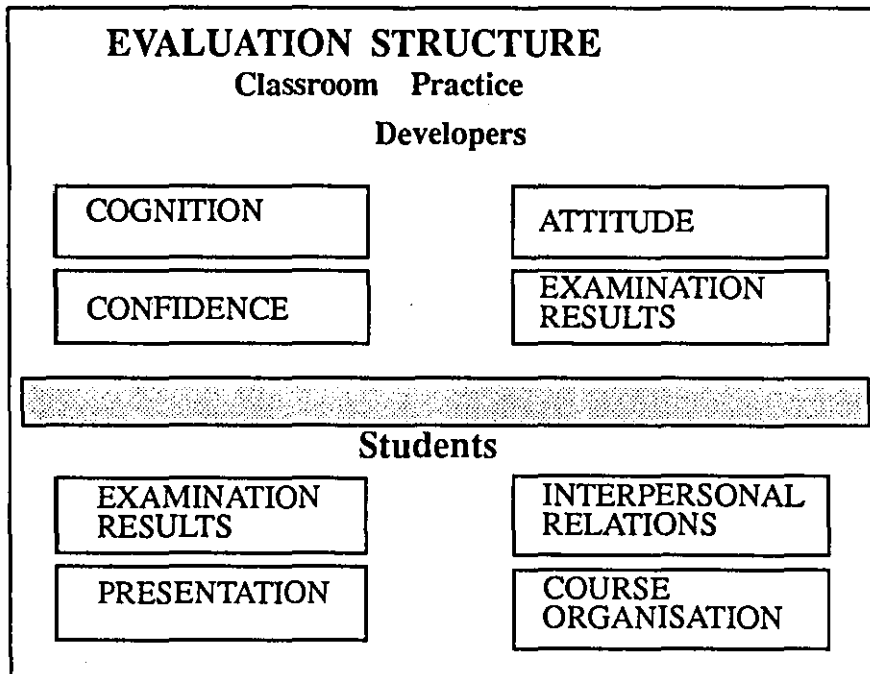 EVALUATION STRUCTURE
Classroom Practice
Developers
COGNITION
ATTITUDE
CONFIDENCE
EXAMINATION
RESULTS
Students
EXAMINATION
RESULTS
INTERPERSONAL
RELATIONS
PRESENTATION
COURSE
ORGANISATION